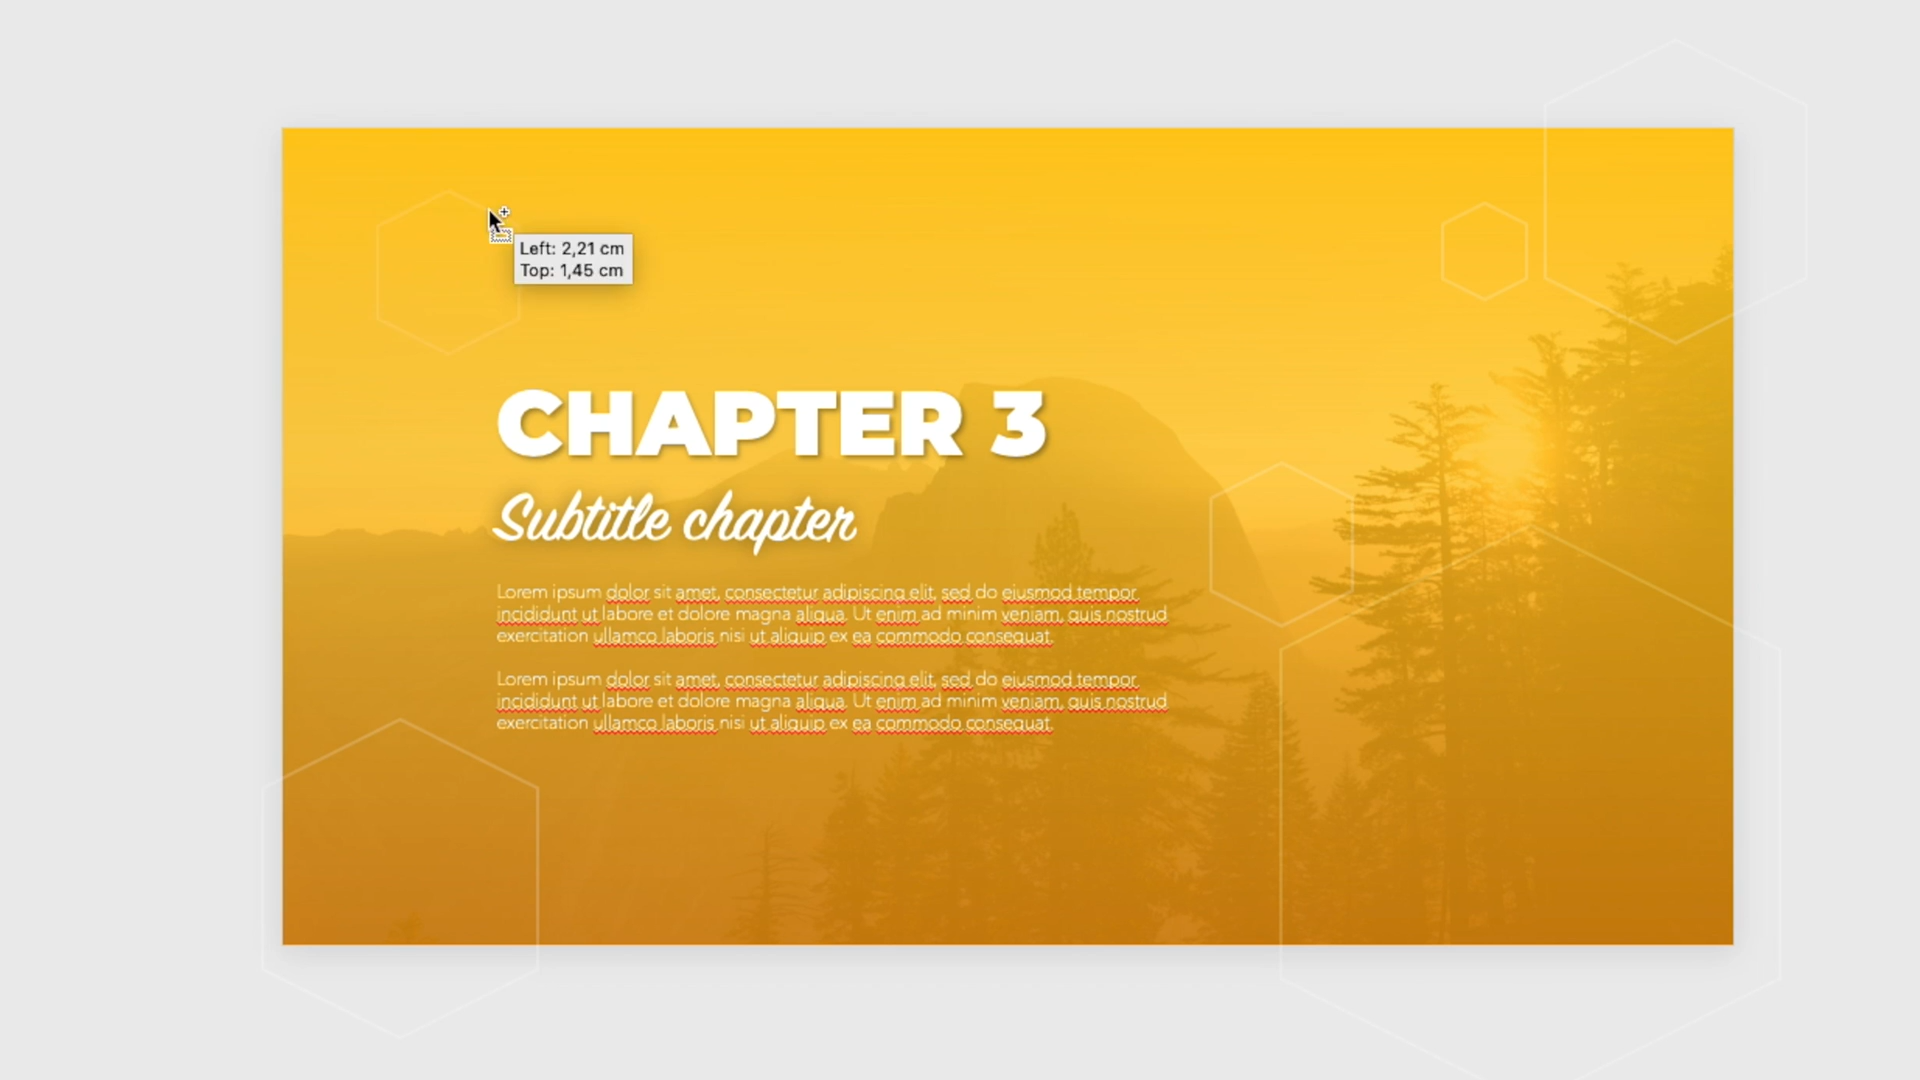 Left: 2,21 cm
Top: 1,45 cm
CHAPTER 3
Subtitle chapter
Lorem ipsum dolor sit amet, consectetur adipiscing elit, sed do eiusmod tempor
incididunt ut labore et dolore magna aliqua. Ut enim ad minim veniam, quis nostrud
exercitation ullamco laboris nisi ut aliquip ex ea commodo consequat.
Lorem ipsum dolor sit amet, consectetur adipiscing elit, sed do eiusmod tempor
incididunt ut labore et dolore magna aliqua. Ut enim ad minim veniam, quis nostrud
exercitation ullamco laboris nisi ut aliquip ex ea commodo consequat.